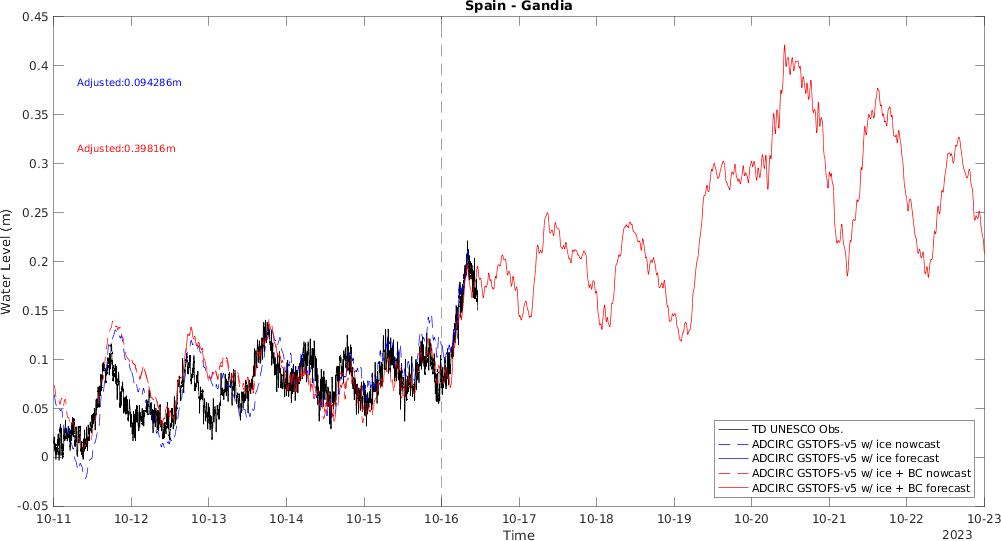 Spain - Gandia
0.45
0.4
0.35
0.3
0.25
0.2
0.15
0.1
0.05
0
-0.05
Water Level (m)
Adjusted:0.094286m
Adjusted:0.39816m
TD UNESCO Obs.
ADCIRC GSTOFS-v5 w/ ice nowcast
ADCIRC GSTOFS-v5 w/ ice forecast
ADCIRC GSTOFS-v5 w/ ice + BC nowcast
ADCIRC GSTOFS-v5 w/ ice + BC forecast
10-11 10-12 10-13 10-14 10-15 10-16 10-17 10-18 10-19 10-20 10-21 10-22 10-23
Time
2023